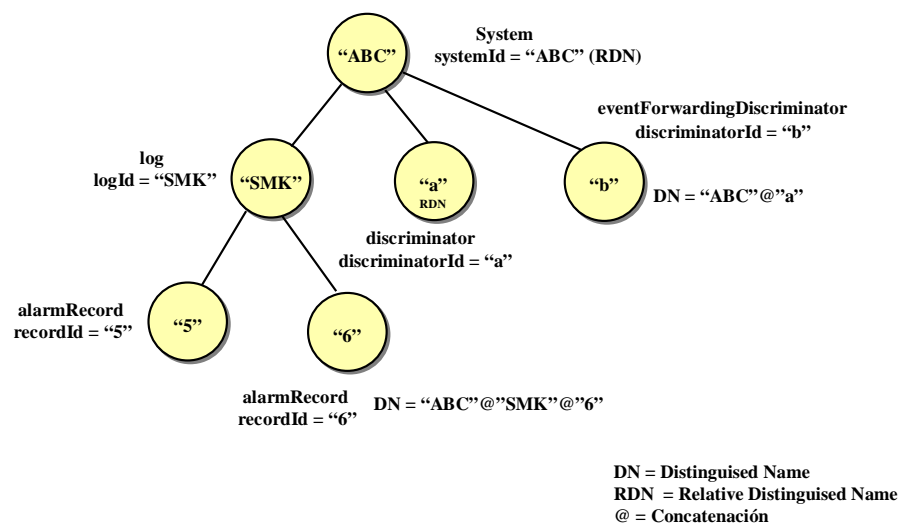 System
systemId = “ABC” (RDN)
“ABC”
eventForwardingDiscriminator
discriminatorId = “b”
log
logId = “SMK”
“SMK”
“a”
RDN
“b”
DN = “ABC”@”a”
discriminator
discriminatorId = “a”
alarmRecord
recordId = “5”
“5”
“6”
alarmRecord
recordId = “6”
DN = “ABC”@”SMK”@”6”
DN = Distinguised Name
RDN = Relative Distinguised Name
@ = Concatenación